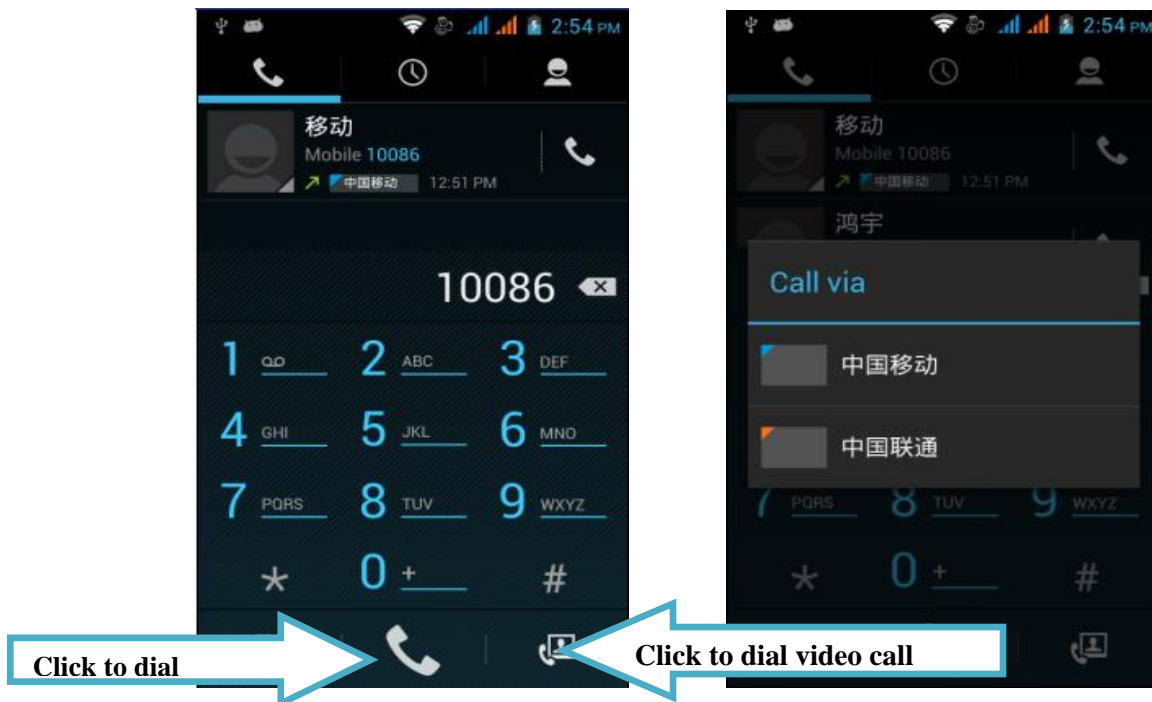 2:54 PM
移动
Mobile 10086
中国移动 12:51 PM
10086
1 2 ABC 3 DEF
4 GHI 5 JKL 6 MNO
7 PQRS 8 TUV 9 WXYZ
* 0 + #
Click to dial
Click to dial video call
2:54 PM
移动
Mobile 10086
中国移动 12:51 PM
鸿宇
Call via
中国移动
中国联通
7 PQRS 8 TUV 9 WXYZ
* 0 + #